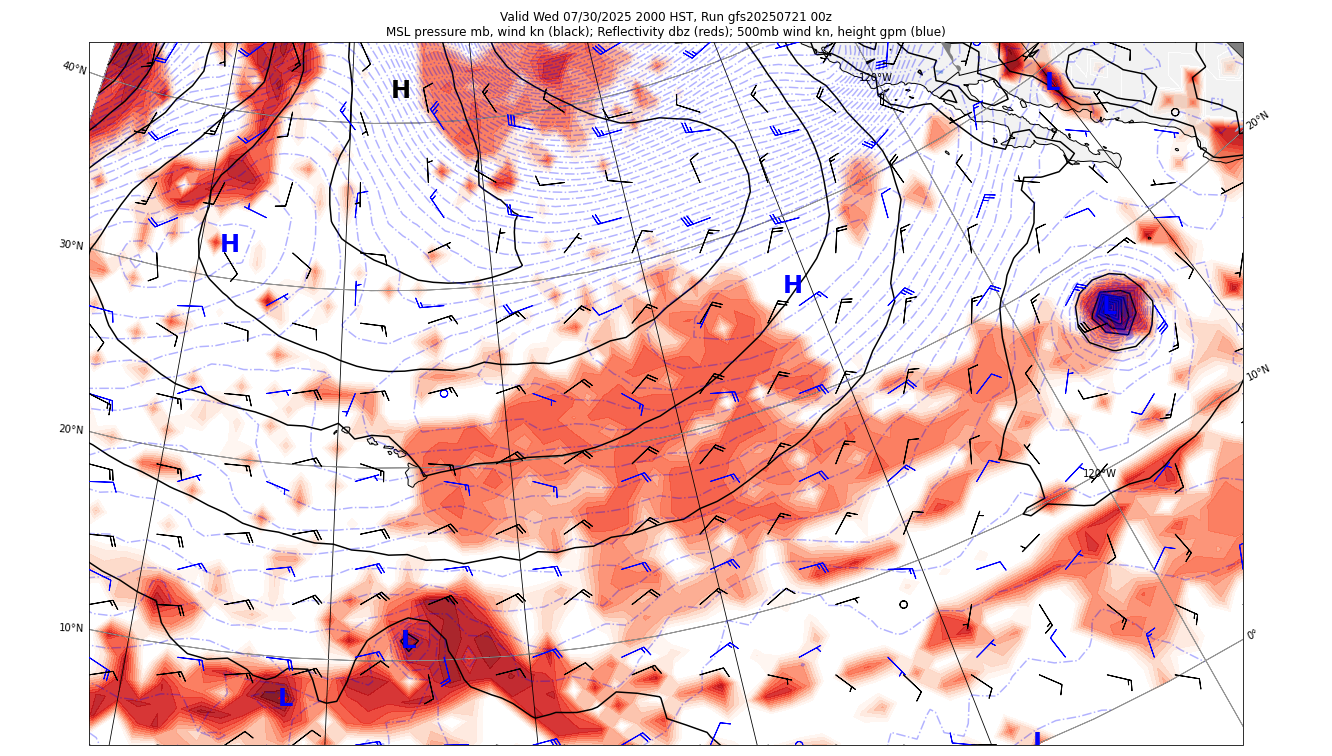 Valid Wed 07/30/2025 2000 HST, Run gfs20250721 00z
MSL pressure mb, wind kn (black); Reflectivity dbz (reds); 500mb wind kn, height gpm (blue)
40°N
H
120°W
L
20°N
30°N
H
H
10°N
20°N
120°W
10°N
L
0°
L
L